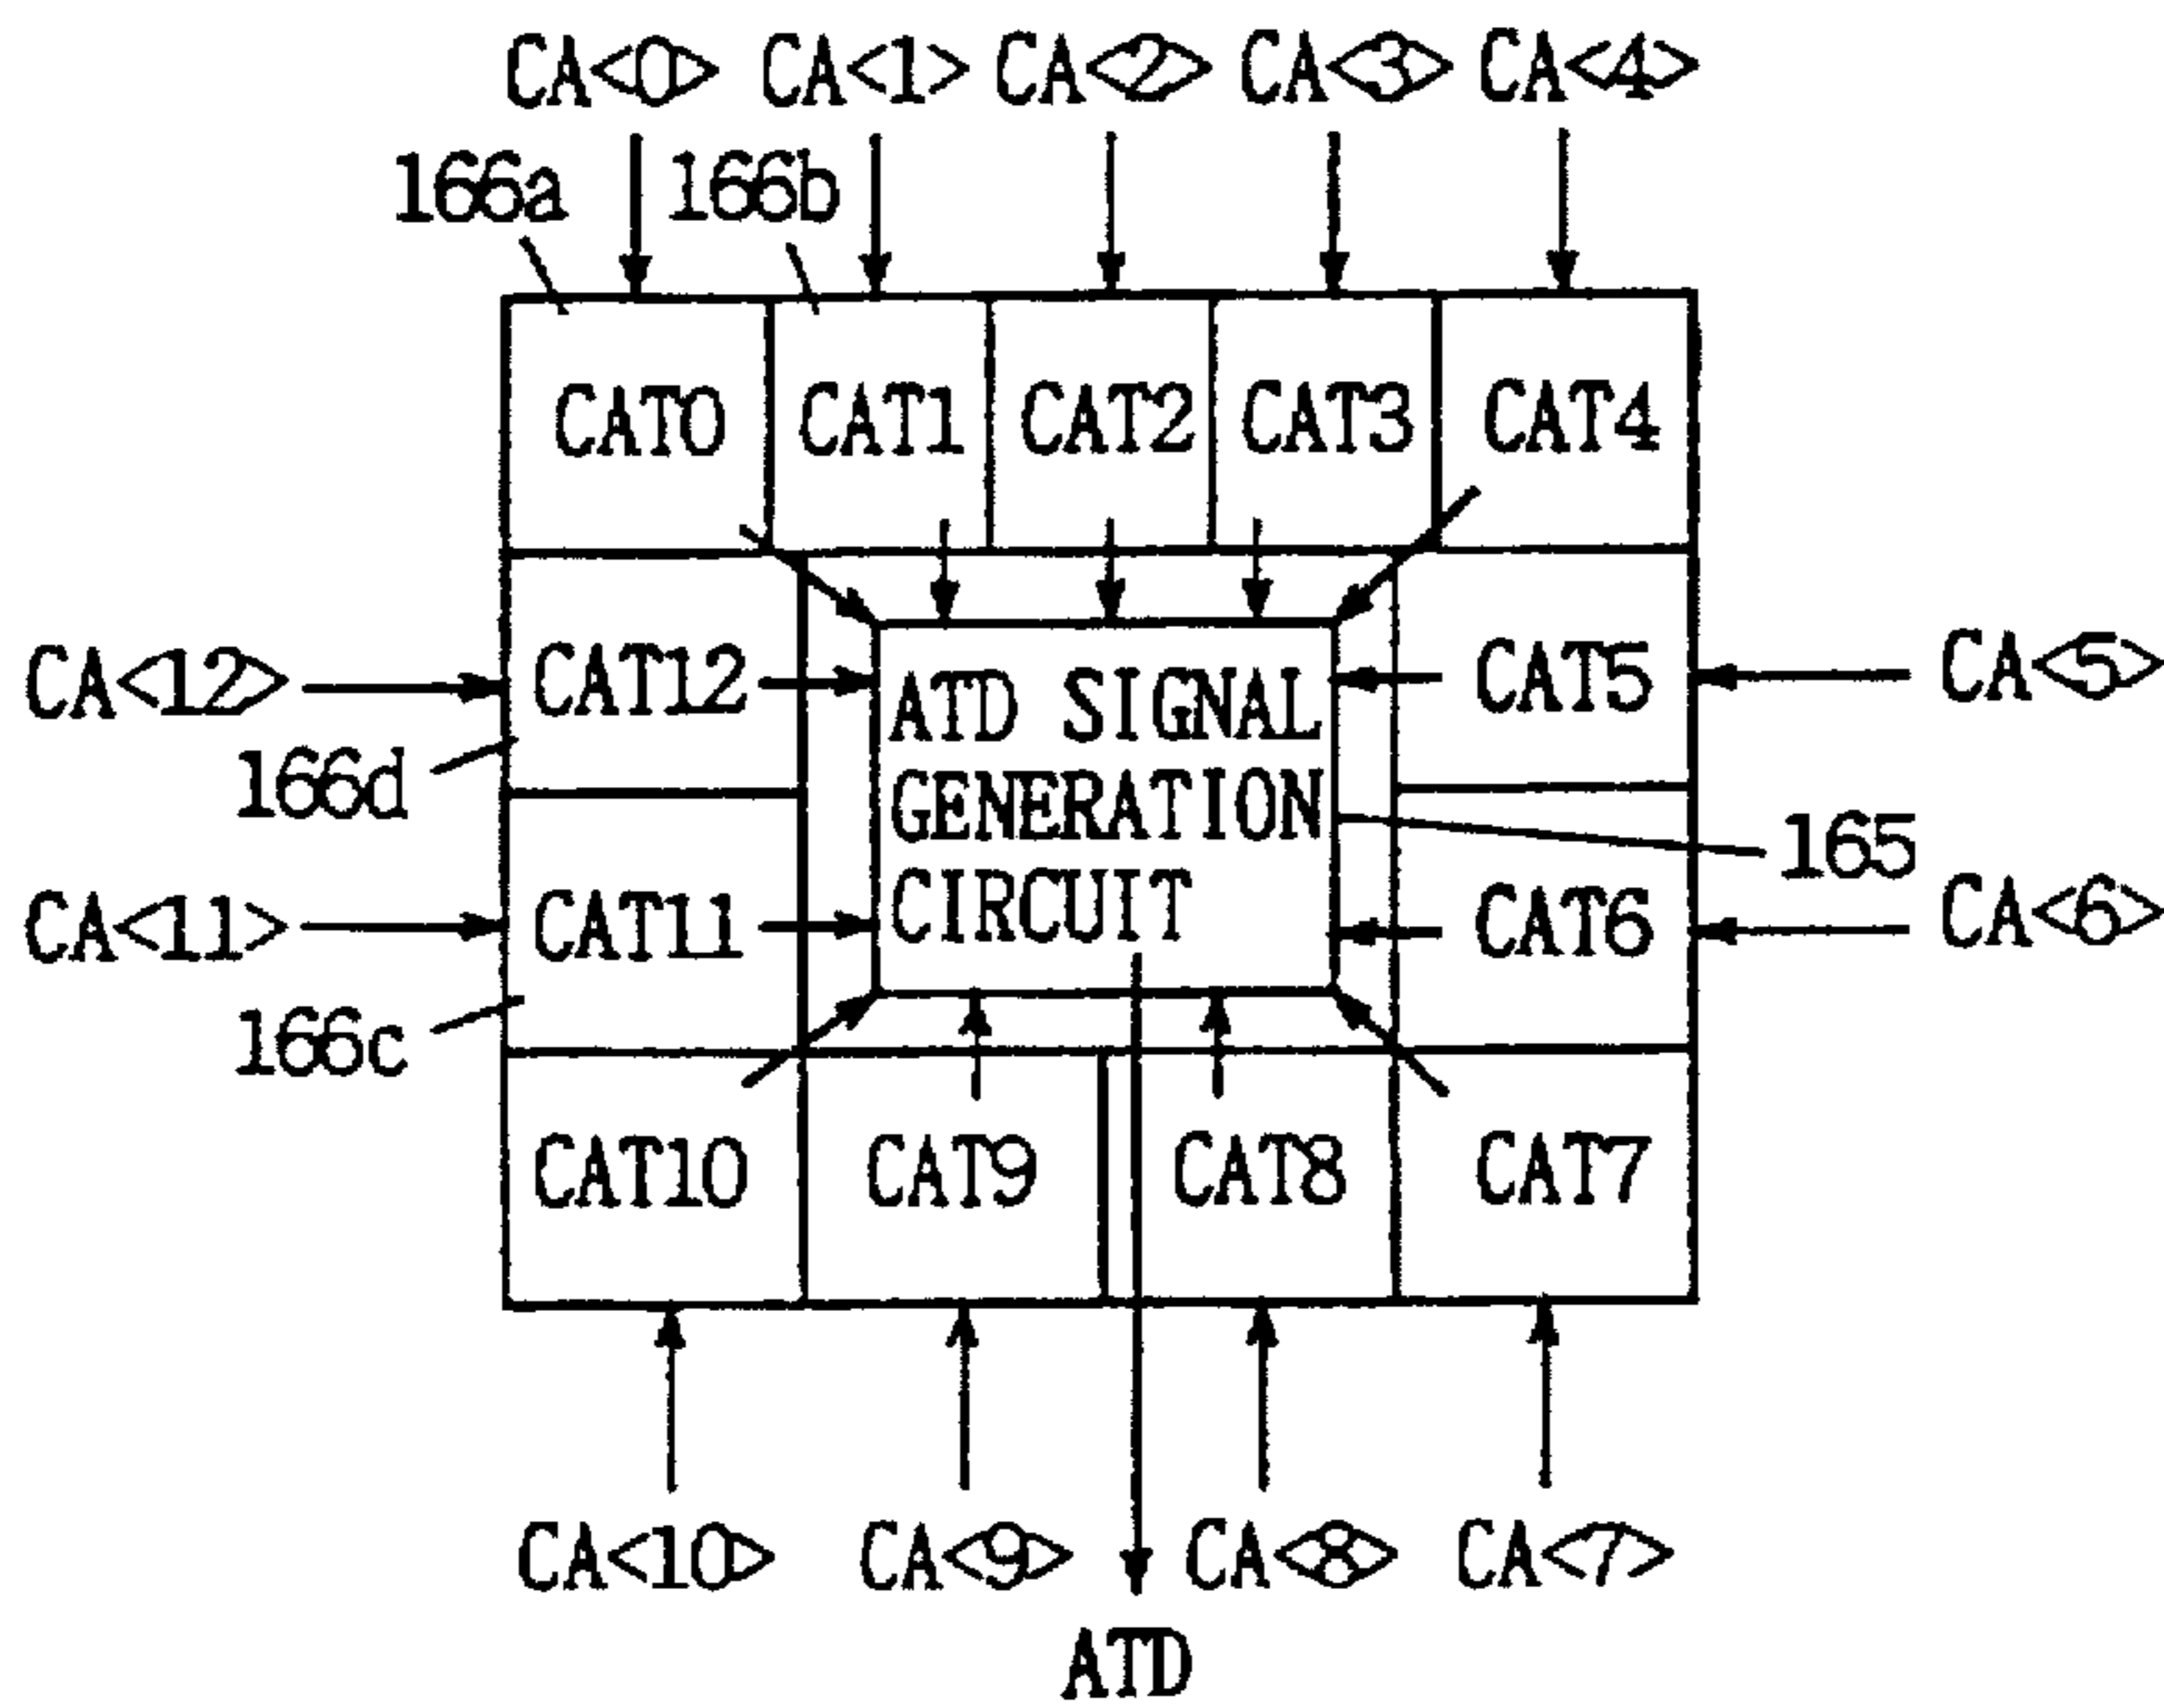 CA<0> CA<1> CA<2> CA<3> CA<4>
166a 166b
CAT0 CAT1 CAT2 CAT3 CAT4
CA<12> CAT12 CAT5 CA<5>
166d
ATD SIGNAL
GENERATION
CIRCUIT
165
CA<11> CAT11 CAT6 CA<6>
166c
CAT10 CAT9 CAT8 CAT7
CA<10> CA<9> CA<8> CA<7>
ATD